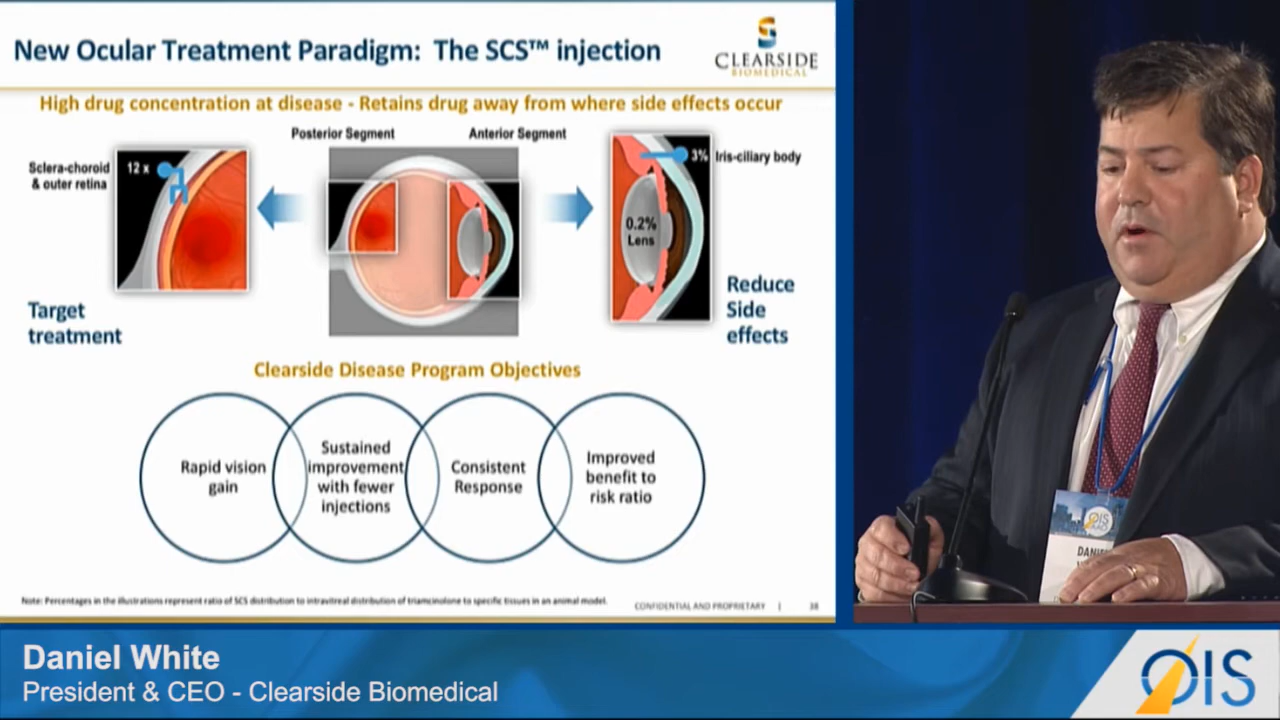 New Ocular Treatment Paradigm: The SCS™ injection
CLEARSIDE
BIOMEDICAL
High drug concentration at disease - Retains drug away from where side effects occur
Posterior Segment
Anterior Segment
Sclera-choroid
& outer retina
12 x
3%
Iris-ciliary body
0.2%
Lens
Target
treatment
Reduce
Side
effects
Clearside Disease Program Objectives
Rapid vision
gain
Sustained
improvement
with fewer
injections
Consistent
Response
Improved
benefit to
risk ratio
Note: Percentages in the illustrations represent ratio of SCS distribution to intravitreal distribution of triamcinolone to specific tissues in an animal model.
CONFIDENTIAL AND PROPRIETARY | 38
OIS
Daniel White
President & CEO - Clearside Biomedical
OIS